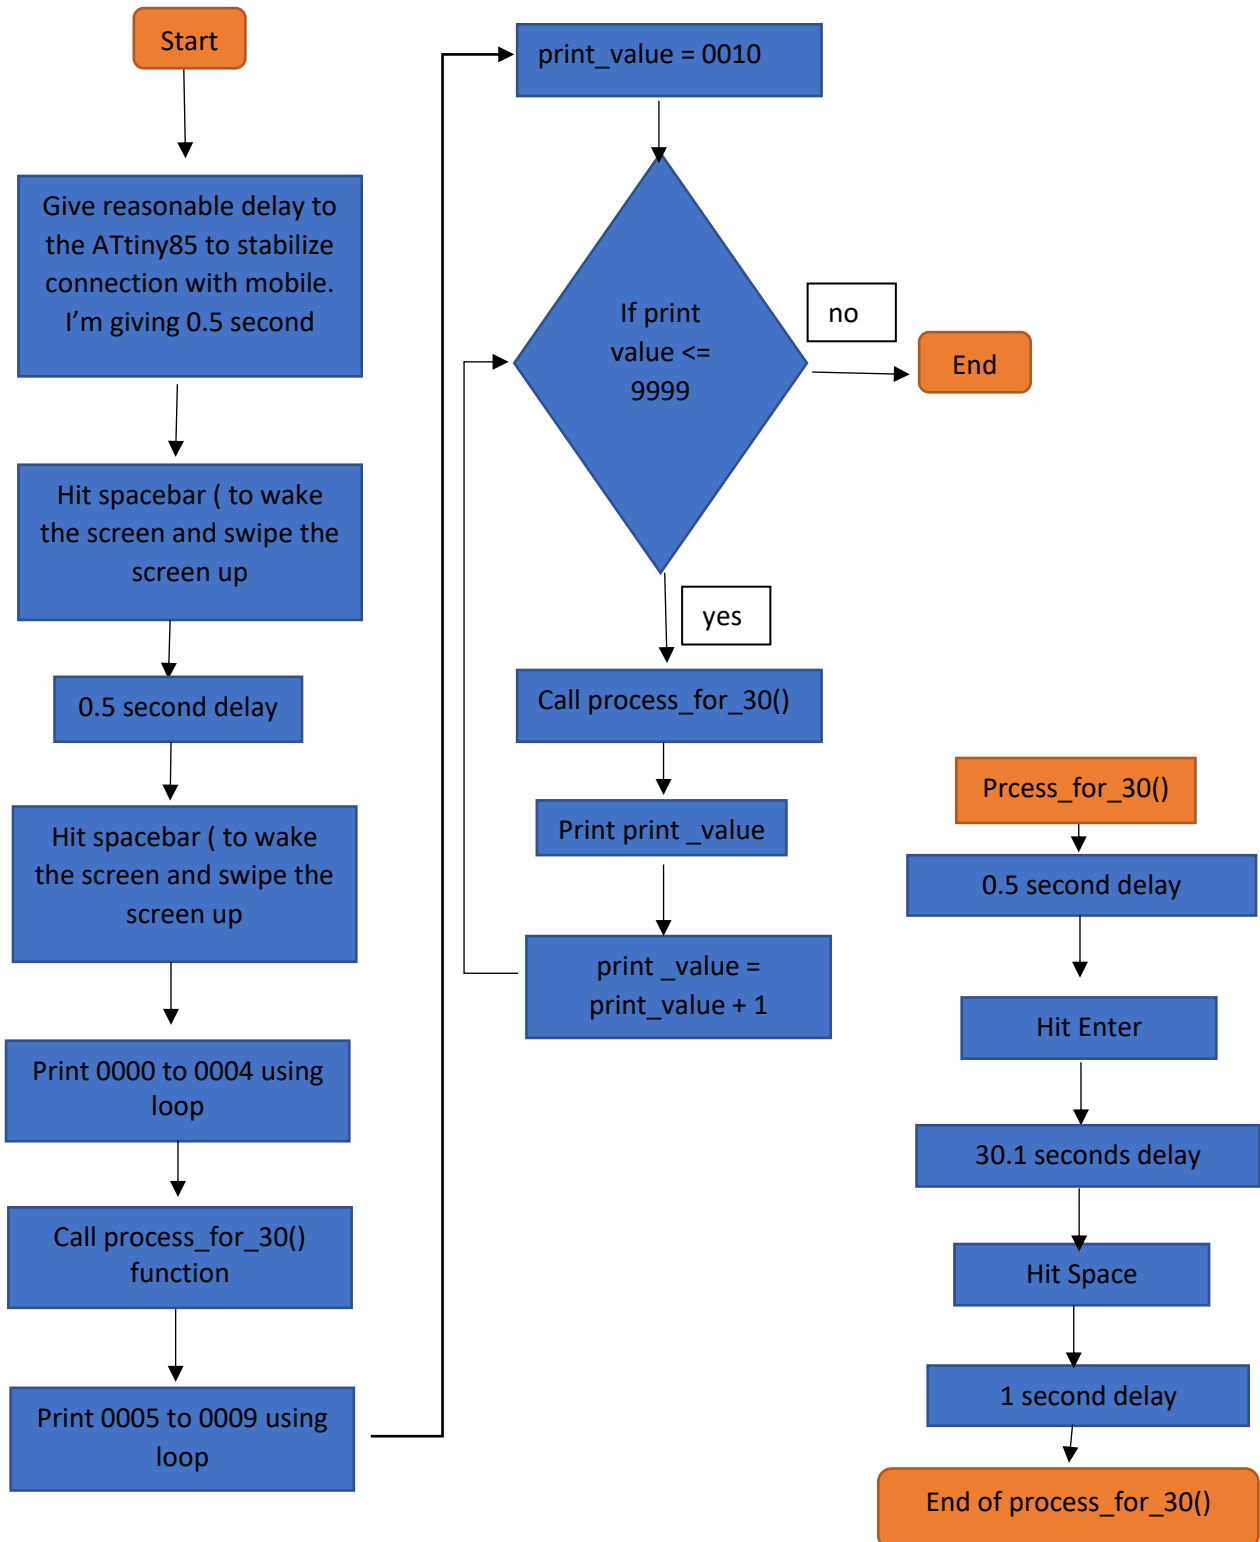 Start
Give reasonable delay to
the ATtiny85 to stabilize
connection with mobile.
I’m giving 0.5 second
Hit spacebar ( to wake
the screen and swipe the
screen up
0.5 second delay
Hit spacebar ( to wake
the screen and swipe the
screen up
Print 0000 to 0004 using
loop
Call process_for_30()
function
Print 0005 to 0009 using
loop
print_value = 0010
If print
value <=
9999
no
End
yes
Call process_for_30()
Print print _value
print _value =
print_value + 1
Prcess_for_30()
0.5 second delay
Hit Enter
30.1 seconds delay
Hit Space
1 second delay
End of process_for_30()